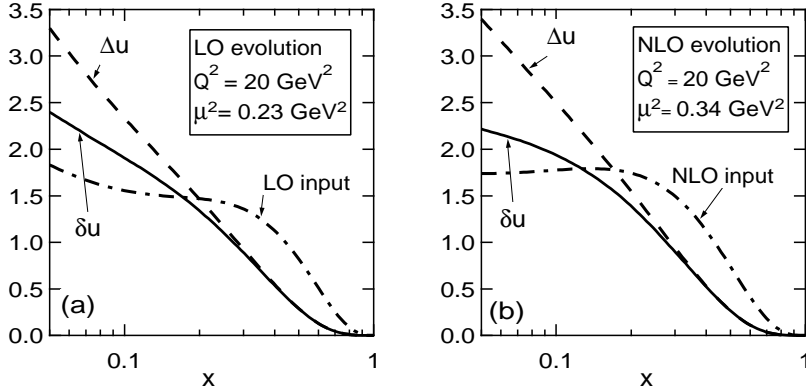 3.5
3.0
2.5
2.0
1.5
1.0
0.5
0.0
Δu
LO evolution
Q² = 20 GeV²
μ²= 0.23 GeV²
LO input
δu
(a)
0.1
1
x
3.5
3.0
2.5
2.0
1.5
1.0
0.5
0.0
Δu
NLO evolution
Q² = 20 GeV²
μ²= 0.34 GeV²
NLO input
δu
(b)
0.1
1
x